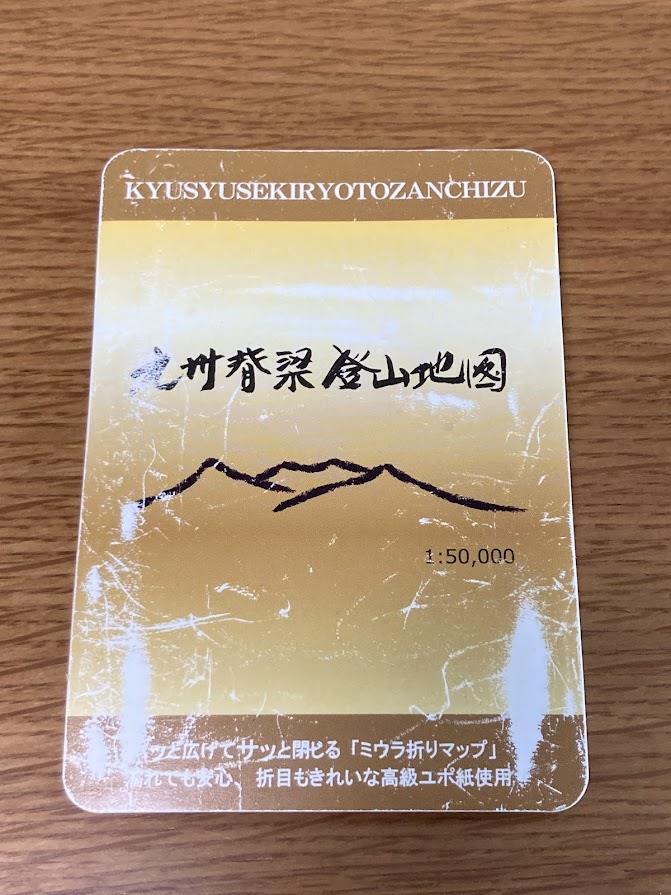 KYUSYUSEKIRYOTOZANCHIZU
九州脊梁登山地図
1:50,000
ッと広げてサッと閉じる「ミウラ折りマップ」
れても安心、折目もきれいな高級ユポ紙使用